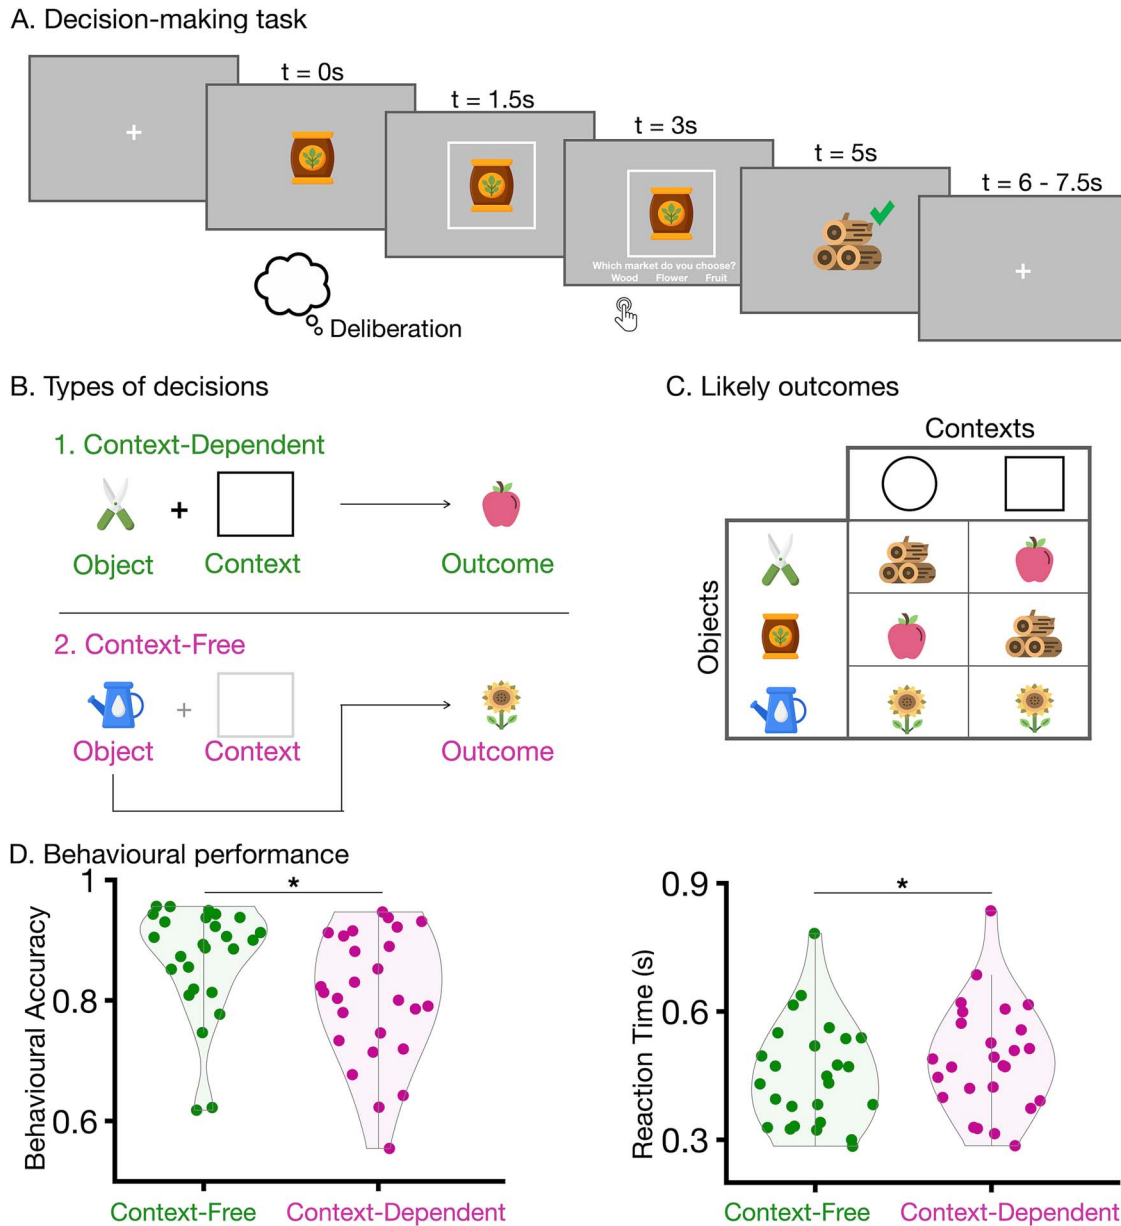 A. Decision-making task
t = 0s
t = 1.5s
t = 3s
t = 5s
t = 6 - 7.5s
Which market do you choose?
Wood Flower Fruit
Deliberation
B. Types of decisions
1. Context-Dependent
+
Object Context Outcome
2. Context-Free
+
Object Context Outcome
C. Likely outcomes
Contexts
Objects
D. Behavioural performance
Behavioural Accuracy
1
0.8
0.6
*
Context-Free Context-Dependent
Reaction Time (s)
0.9
0.6
0.3
*
Context-Free Context-Dependent